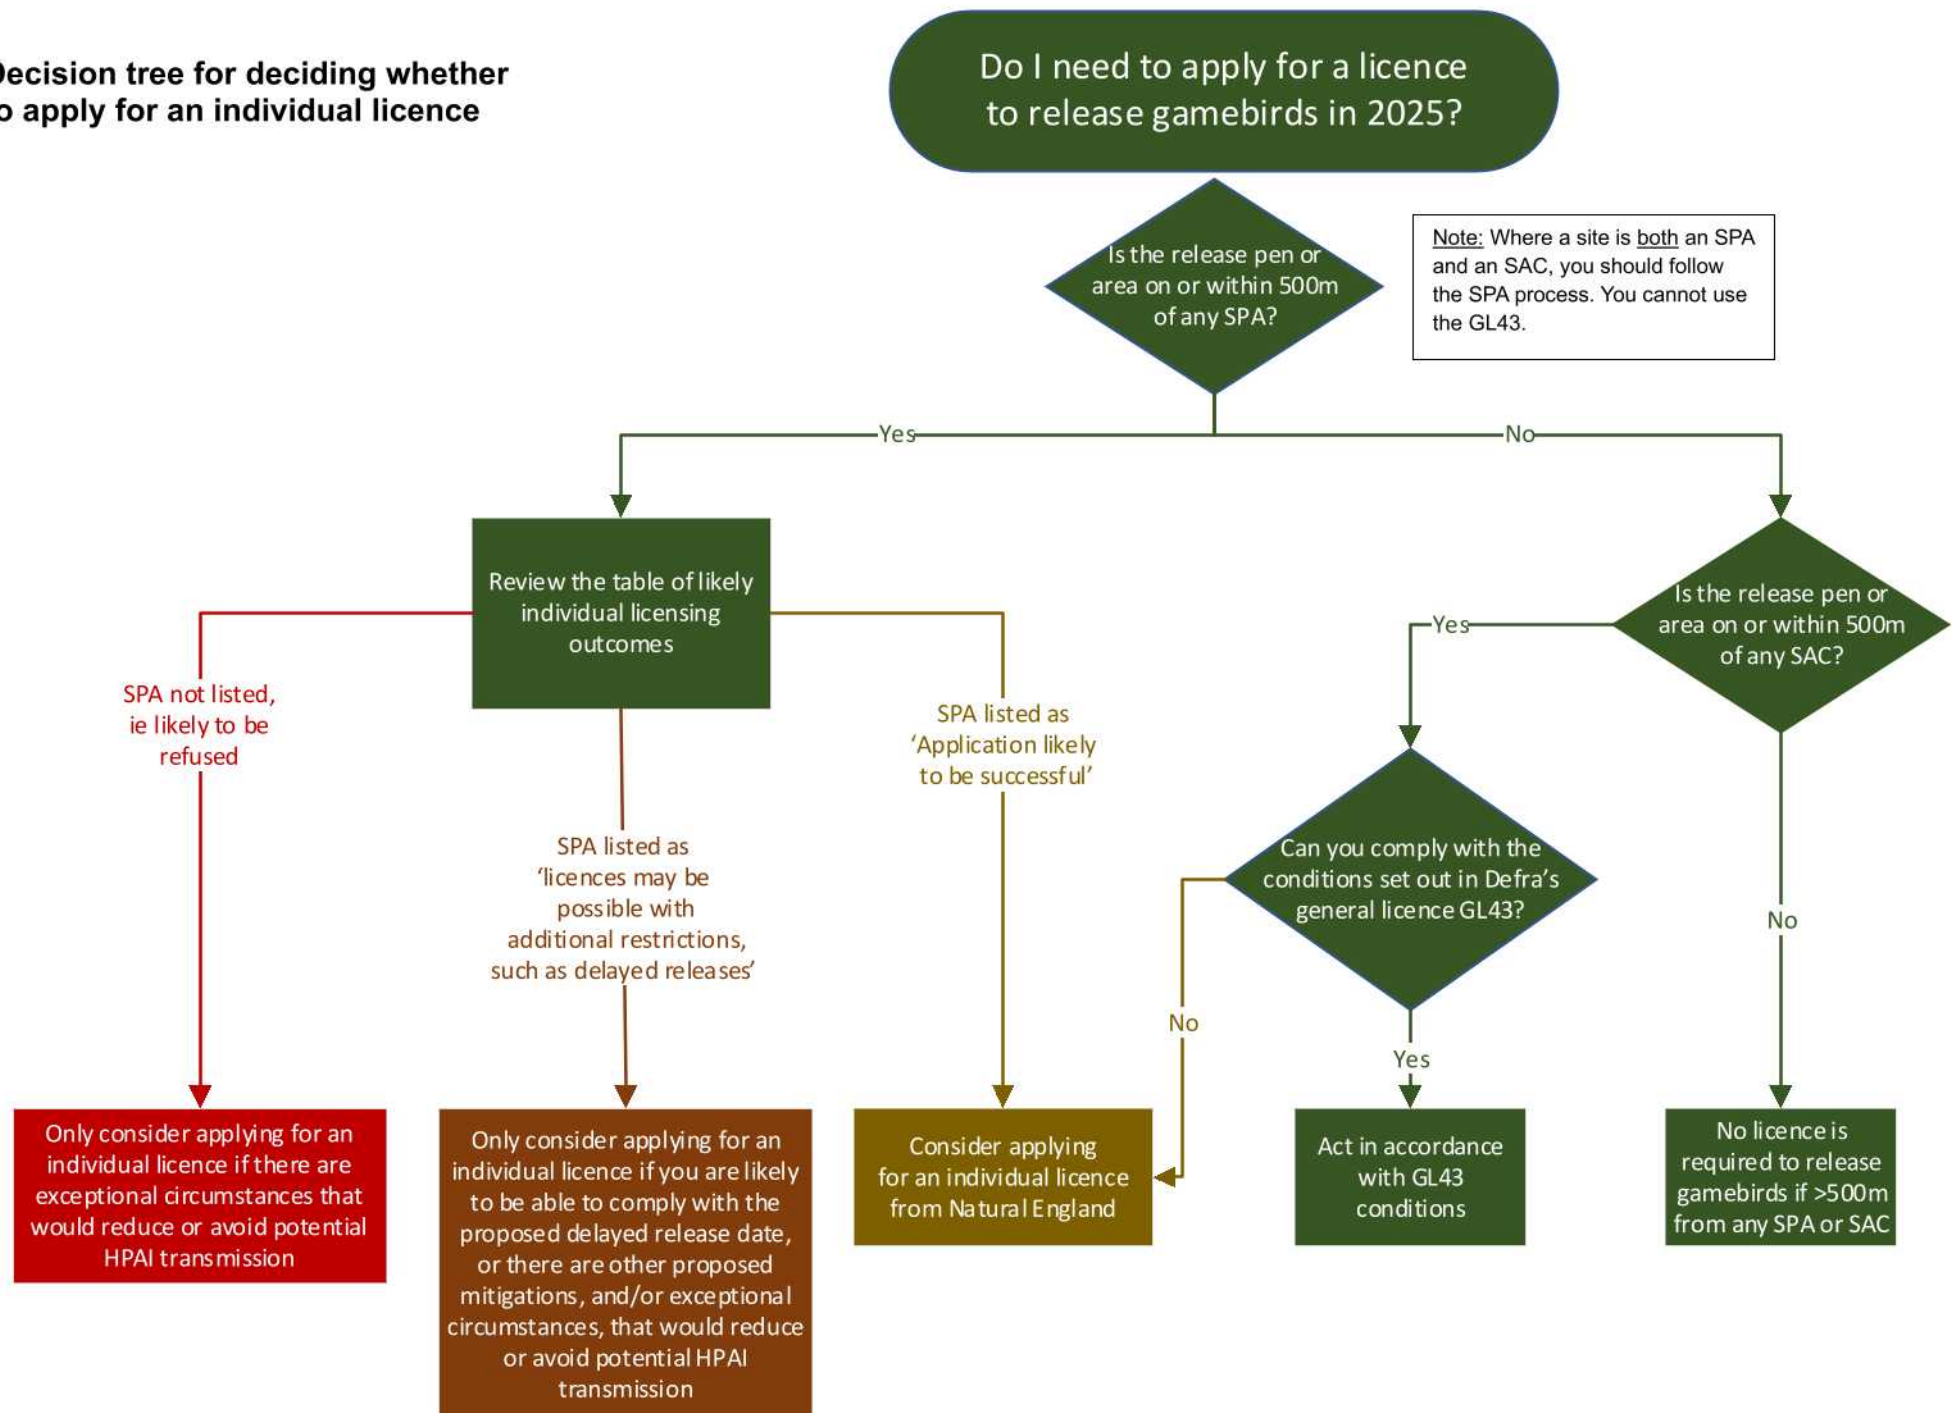 ecision tree for deciding whether
o apply for an individual licence
Do I need to apply for a licence
to release gamebirds in 2025?
Is the release pen or
area on or within 500m
of any SPA?
Note: Where a site is both an SPA
and an SAC, you should follow
the SPA process. You cannot use
the GL43.
Yes
No
Review the table of likely
individual licensing
outcomes
Is the release pen or
area on or within 500m
of any SAC?
Yes
SPA not listed,
ie likely to be
refused
SPA listed as
‘Application likely
to be successful’
SPA listed as
‘licences may be
possible with
additional restrictions,
such as delayed releases’
Can you comply with the
conditions set out in Defra’s
general licence GL43?
No
No
Yes
Only consider applying for an
individual licence if there are
exceptional circumstances that
would reduce or avoid potential
HPAI transmission
Only consider applying for an
individual licence if you are likely
to be able to comply with the
proposed delayed release date,
or there are other proposed
mitigations, and/or exceptional
circumstances, that would reduce
or avoid potential HPAI
transmission
Consider applying
for an individual licence
from Natural England
Act in accordance
with GL43
conditions
No licence is
required to release
gamebirds if >500m
from any SPA or SAC